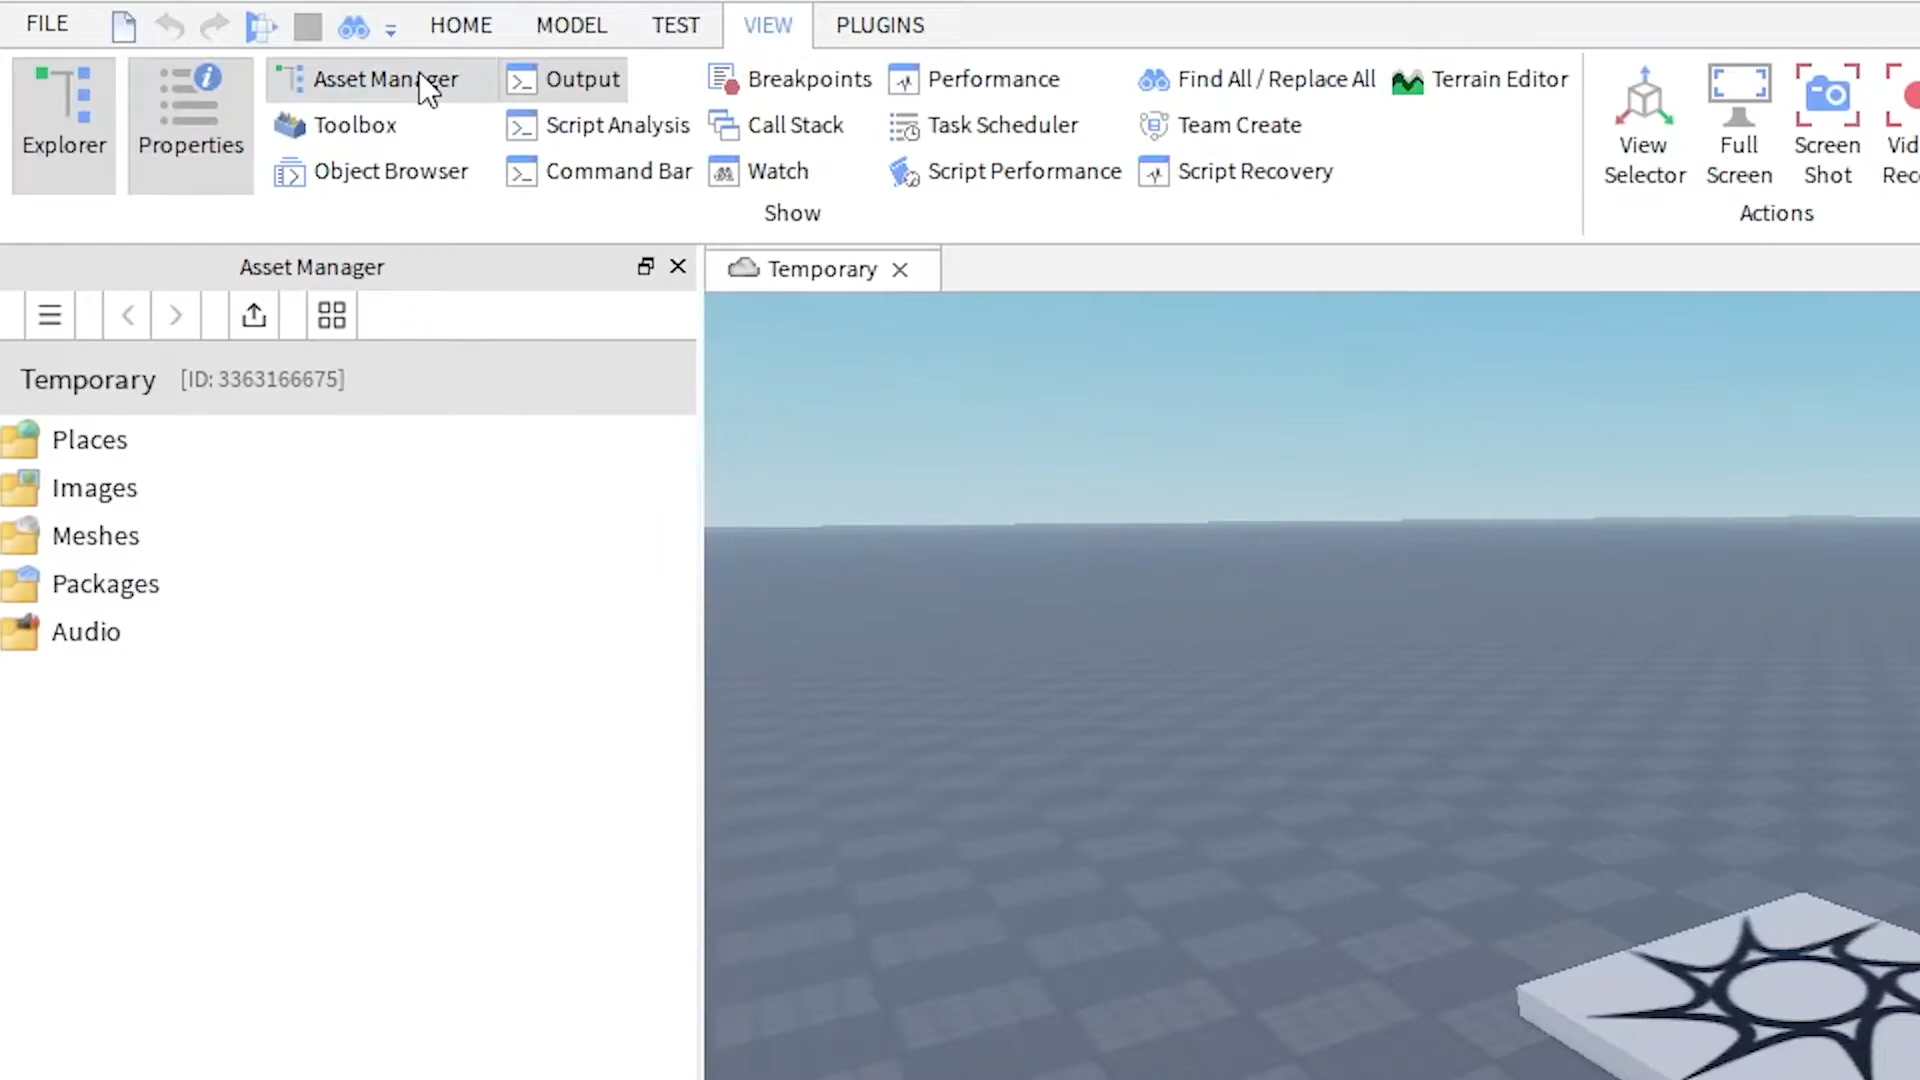 FILE HOME MODEL TEST VIEW PLUGINS
Asset Manager Output Breakpoints Performance Find All / Replace All Terrain Editor
Explorer Properties Toolbox Script Analysis Call Stack Task Scheduler Team Create
Object Browser Command Bar Watch Script Performance Script Recovery
View Selector Full Screen Screen Shot
Show Actions
Asset Manager
Temporary
Temporary [ID: 3363166675]
Places
Images
Meshes
Packages
Audio